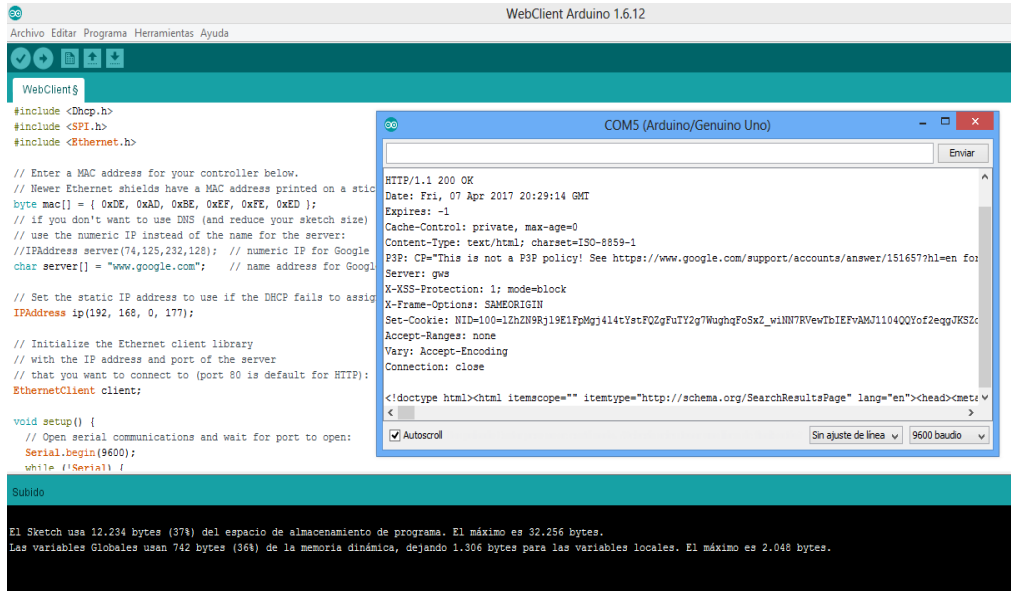 WebClient Arduino 1.6.12
Archivo Editar Programa Herramientas Ayuda
WebClient§
#include <Dhcp.h>
#include <SPI.h>
#include <Ethernet.h>
// Enter a MAC address for your controller below.
// Newer Ethernet shields have a MAC address printed on a stic
byte mac[] = { 0xDE, 0xAD, 0xBE, 0xEF, 0xFE, 0xED };
// if you don't want to use DNS (and reduce your sketch size)
// use the numeric IP instead of the name for the server:
//IPAddress server(74,125,232,128);  // numeric IP for Google
char server[] = "www.google.com";    // name address for Googl
// Set the static IP address to use if the DHCP fails to assig
IPAddress ip(192, 168, 0, 177);
// Initialize the Ethernet client library
// with the IP address and port of the server
// that you want to connect to (port 80 is default for HTTP):
EthernetClient client;
void setup() {
// Open serial communications and wait for port to open:
Serial.begin(9600);
while (!Serial) {
COM5 (Arduino/Genuino Uno)
Enviar
HTTP/1.1 200 OK
Date: Fri, 07 Apr 2017 20:29:14 GMT
Expires: -1
Cache-Control: private, max-age=0
Content-Type: text/html; charset=ISO-8859-1
P3P: CP="This is not a P3P policy! See https://www.google.com/support/accounts/answer/151657?hl=en for
Server: gws
X-XSS-Protection: 1; mode=block
X-Frame-Options: SAMEORIGIN
Set-Cookie: NID=100=
Accept-Ranges: none
Vary: Accept-Encoding
Connection: close
<!doctype html><html itemscope="" itemtype="http://schema.org/SearchResultsPage" lang="en"><head><meta
Autoscroll
Sin ajuste de línea
9600 baudio
Subido
El Sketch usa 12.234 bytes (37%) del espacio de almacenamiento de programa. El máximo es 32.256 bytes.
Las variables Globales usan 742 bytes (36%) de la memoria dinámica, dejando 1.306 bytes para las variables locales. El máximo es 2.048 bytes.